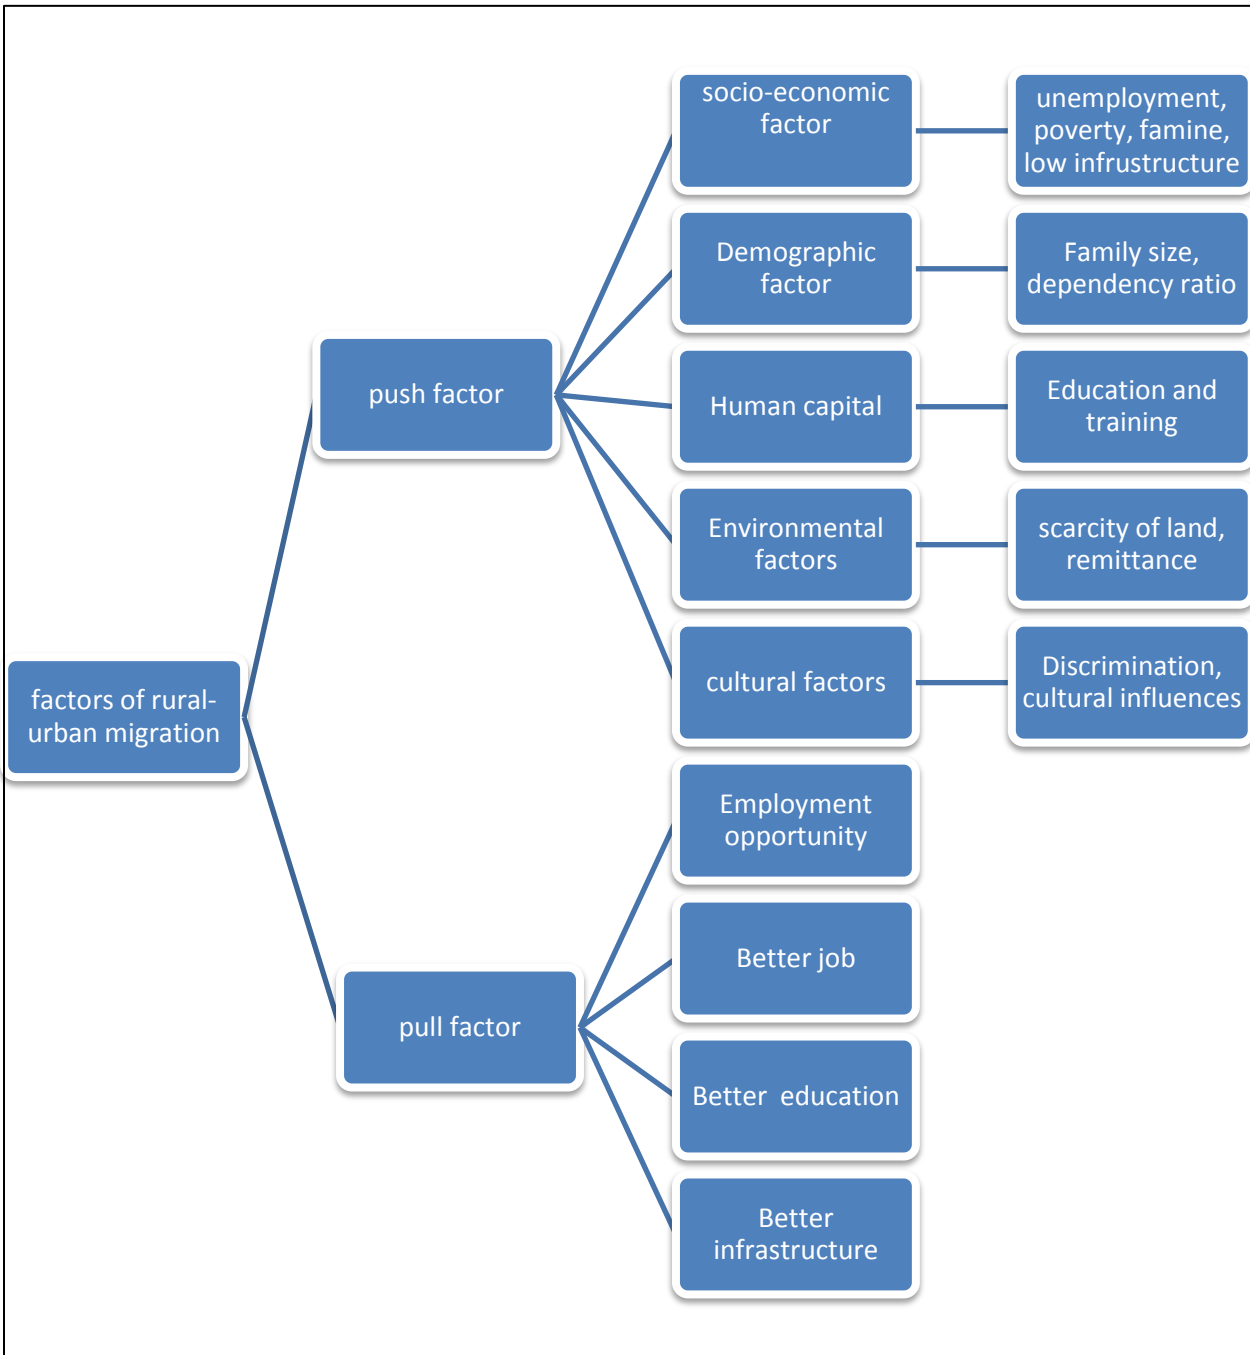 socio-economic
factor
unemployment,
poverty, famine,
low infrustructure
Demographic
factor
Family size,
dependency ratio
push factor
Human capital
Education and
training
Environmental
factors
scarcity of land,
remittance
factors of rural-
urban migration
cultural factors
Discrimination,
cultural influences
Employment
opportunity
Better job
pull factor
Better  education
Better
infrastructure